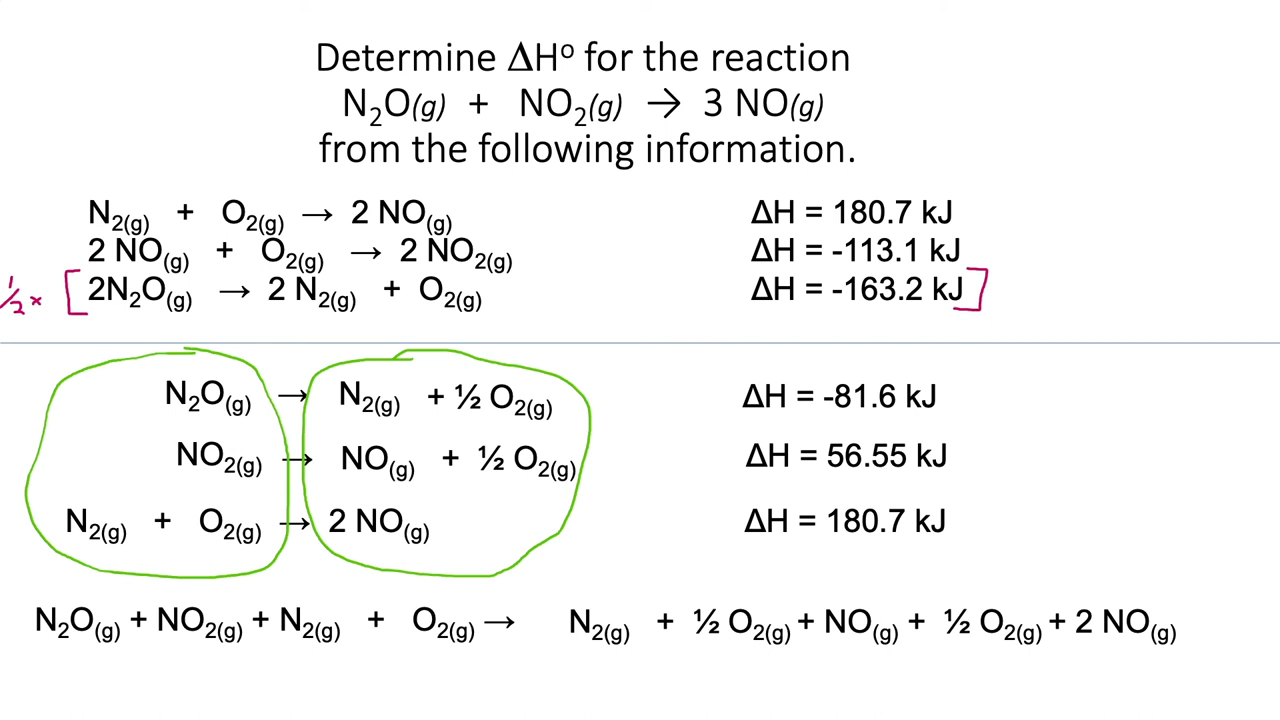 Determine ΔHº for the reaction
N₂O(g) + NO₂(g) → 3 NO(g)
from the following information.
N₂(g) + O₂(g) → 2 NO(g) ΔH = 180.7 kJ
2 NO(g) + O₂(g) → 2 NO₂(g) ΔH = -113.1 kJ
½ × [2N₂O(g) → 2 N₂(g) + O₂(g) ΔH = -163.2 kJ]
N₂O(g) → N₂(g) + ½ O₂(g) ΔH = -81.6 kJ
NO₂(g) → NO(g) + ½ O₂(g) ΔH = 56.55 kJ
N₂(g) + O₂(g) → 2 NO(g) ΔH = 180.7 kJ
N₂O(g) + NO₂(g) + N₂(g) + O₂(g) → N₂(g) + ½ O₂(g) + NO(g) + ½ O₂(g) + 2 NO(g)